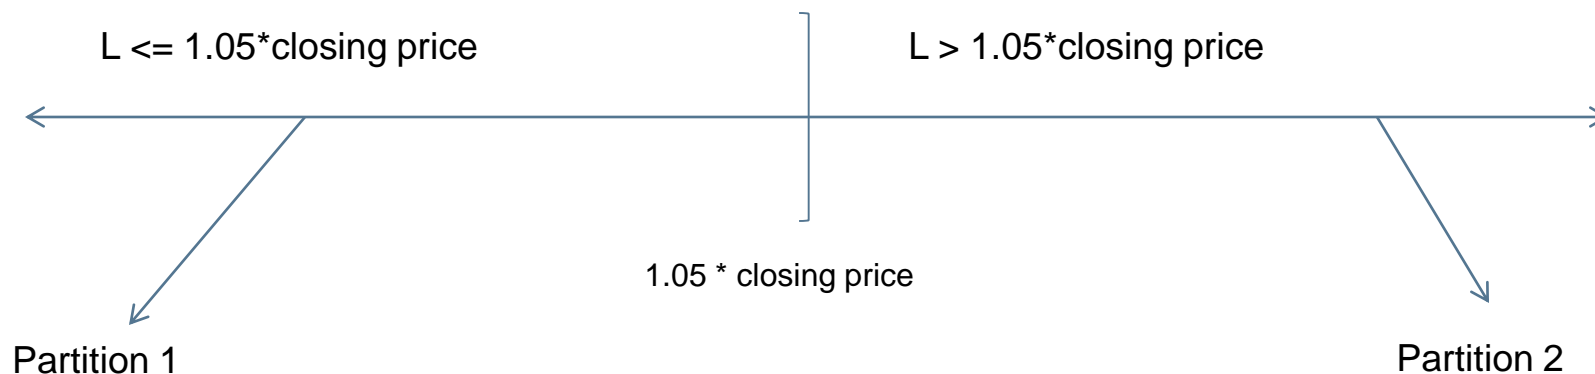 L <= 1.05*closing price
L > 1.05*closing price
1.05 * closing price
Partition 1
Partition 2